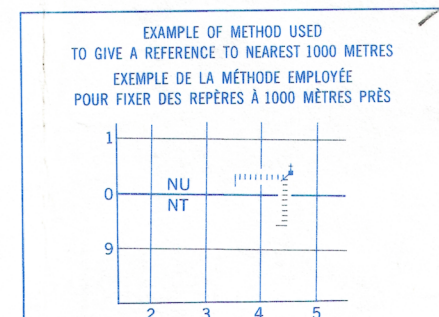 EXAMPLE OF METHOD USED
TO GIVE A REFERENCE TO NEAREST 1000 METRES
EXEMPLE DE LA MÉTHODE EMPLOYÉE
POUR FIXER DES REPÈRES À 1000 MÈTRES PRÈS
1
NU
0
NT
9
2 3 4 5